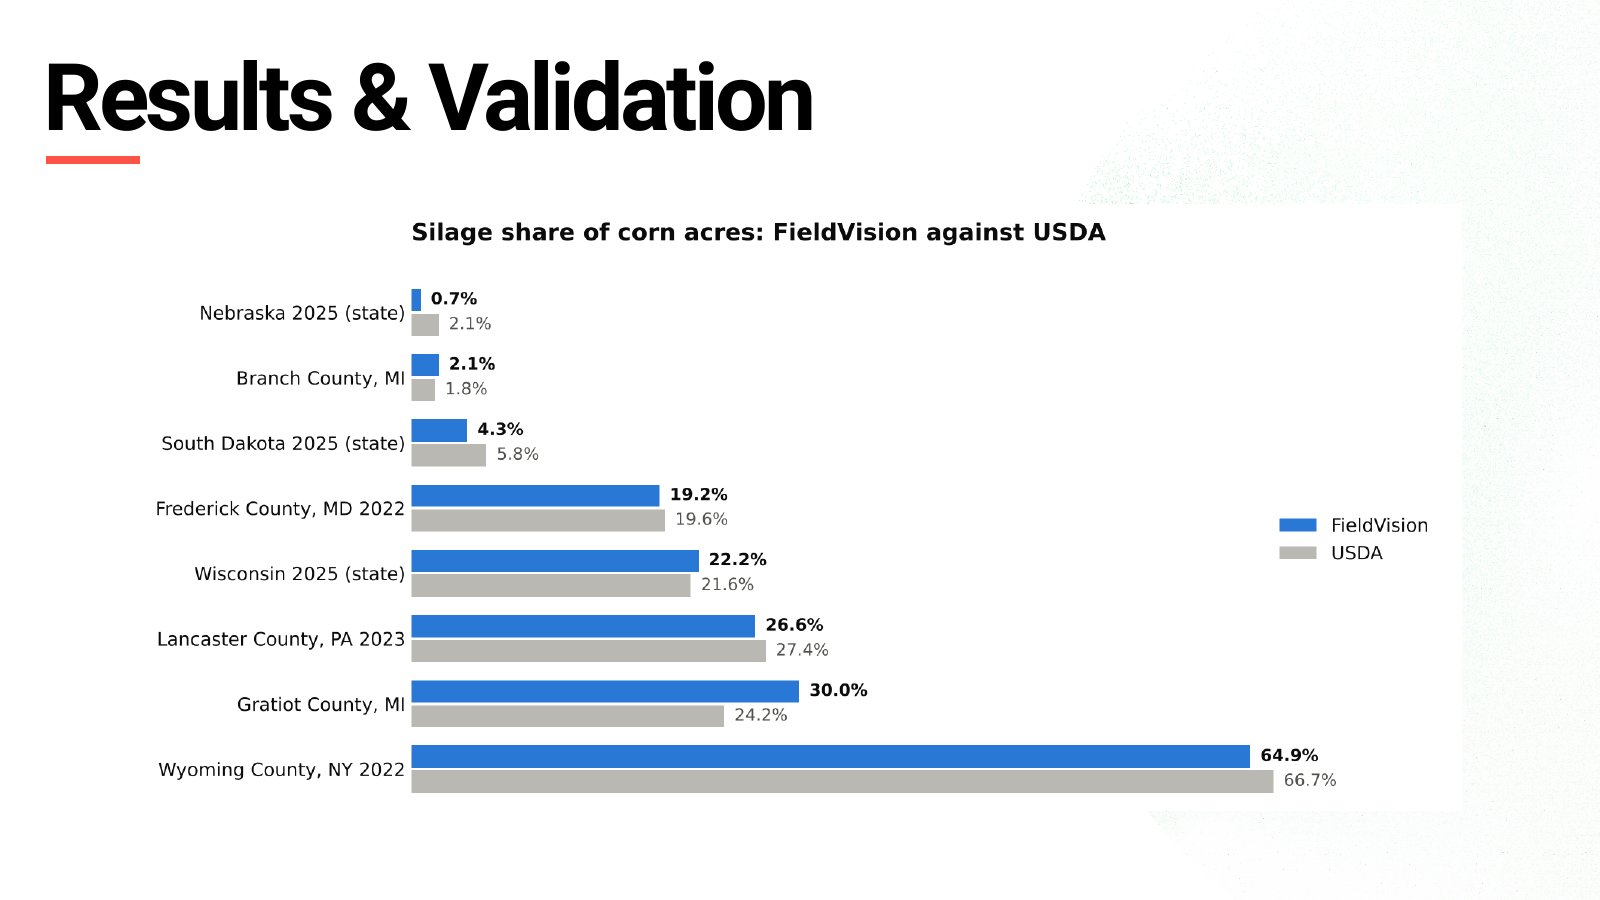 Results & Validation
Silage share of corn acres: FieldVision against USDA
Nebraska 2025 (state)
0.7%
2.1%
Branch County, MI
2.1%
1.8%
South Dakota 2025 (state)
4.3%
5.8%
Frederick County, MD 2022
19.2%
19.6%
Wisconsin 2025 (state)
22.2%
21.6%
Lancaster County, PA 2023
26.6%
27.4%
Gratiot County, MI
30.0%
24.2%
Wyoming County, NY 2022
64.9%
66.7%
FieldVision
USDA